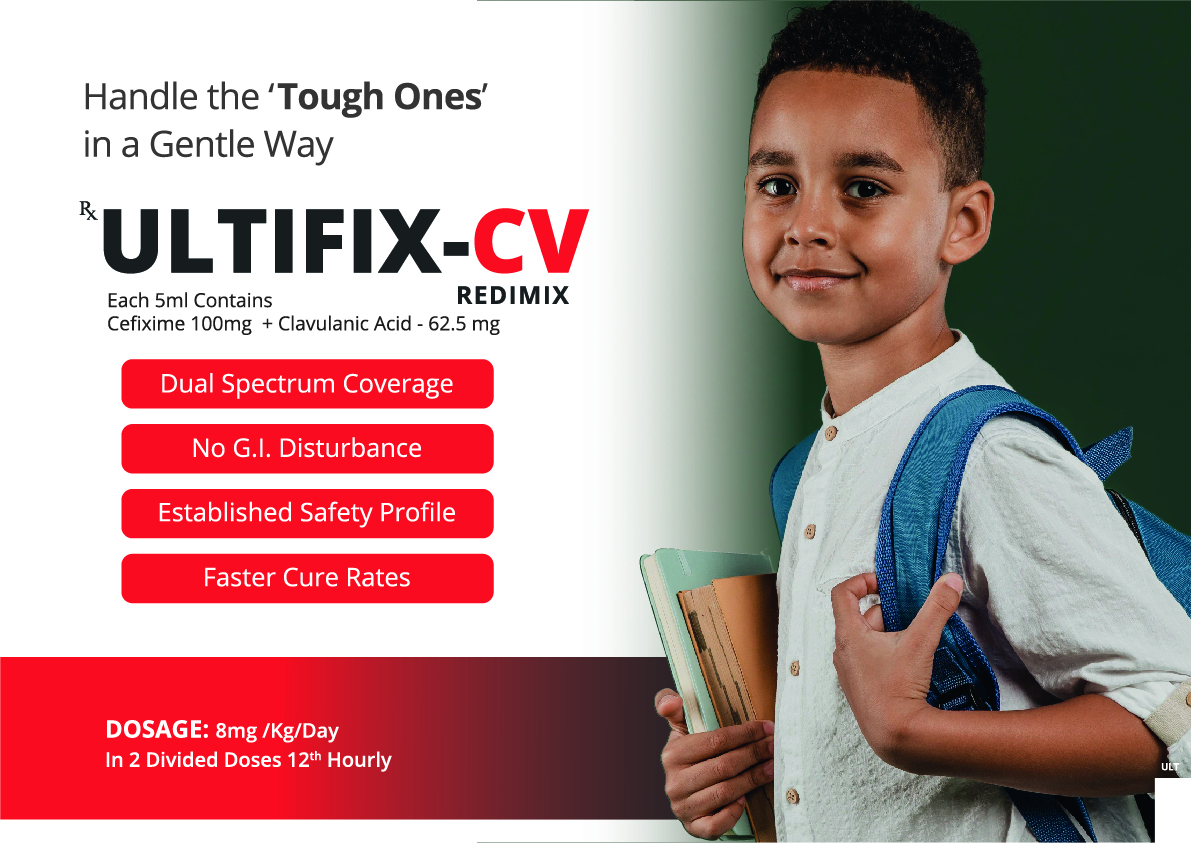 Handle the ‘Tough Ones’
in a Gentle Way
Rx ULTIFIX-CV
REDIMIX
Each 5ml Contains
Cefixime 100mg + Clavulanic Acid - 62.5 mg
Dual Spectrum Coverage
No G.I. Disturbance
Established Safety Profile
Faster Cure Rates
DOSAGE: 8mg /Kg/Day
In 2 Divided Doses 12th Hourly
ULT